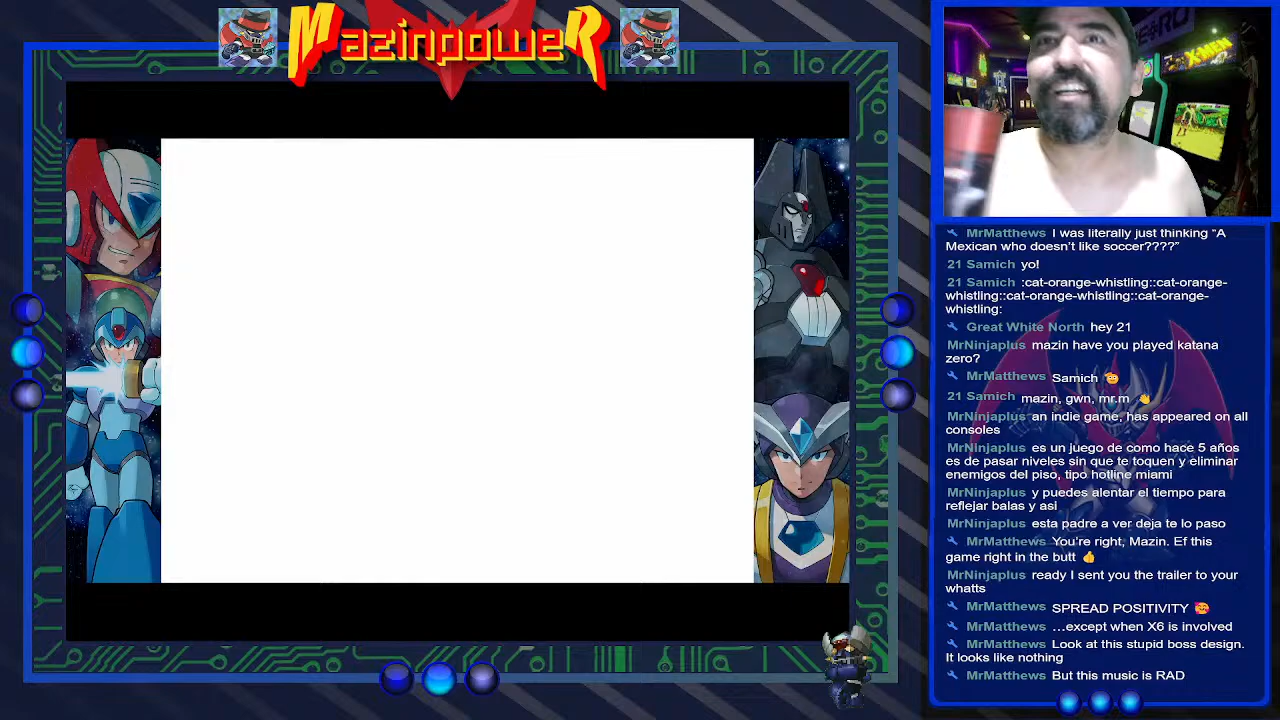 MazinpoweR
X-MEN
MrMatthews I was literally just thinking “A
Mexican who doesn’t like soccer????”
21 Samich yo!
21 Samich :cat-orange-whistling::cat-orange-
whistling::cat-orange-whistling::cat-orange-
whistling:
Great White North hey 21
MrNinjaplus mazin have you played katana
zero?
MrMatthews Samich 🫡
21 Samich mazin, gwn, mr.m 👋
MrNinjaplus an indie game, has appeared on all
consoles
MrNinjaplus es un juego de como hace 5 años
es de pasar niveles sin que te toquen y eliminar
enemigos del piso, tipo hotline miami
MrNinjaplus y puedes alentar el tiempo para
reflejar balas y asi
MrNinjaplus esta padre a ver deja te lo paso
MrMatthews You're right, Mazin. Ef this
game right in the butt 👍
MrNinjaplus ready I sent you the trailer to your
whatts
MrMatthews SPREAD POSITIVITY 🥰
MrMatthews …except when X6 is involved
MrMatthews Look at this stupid boss design.
It looks like nothing
MrMatthews But this music is RAD